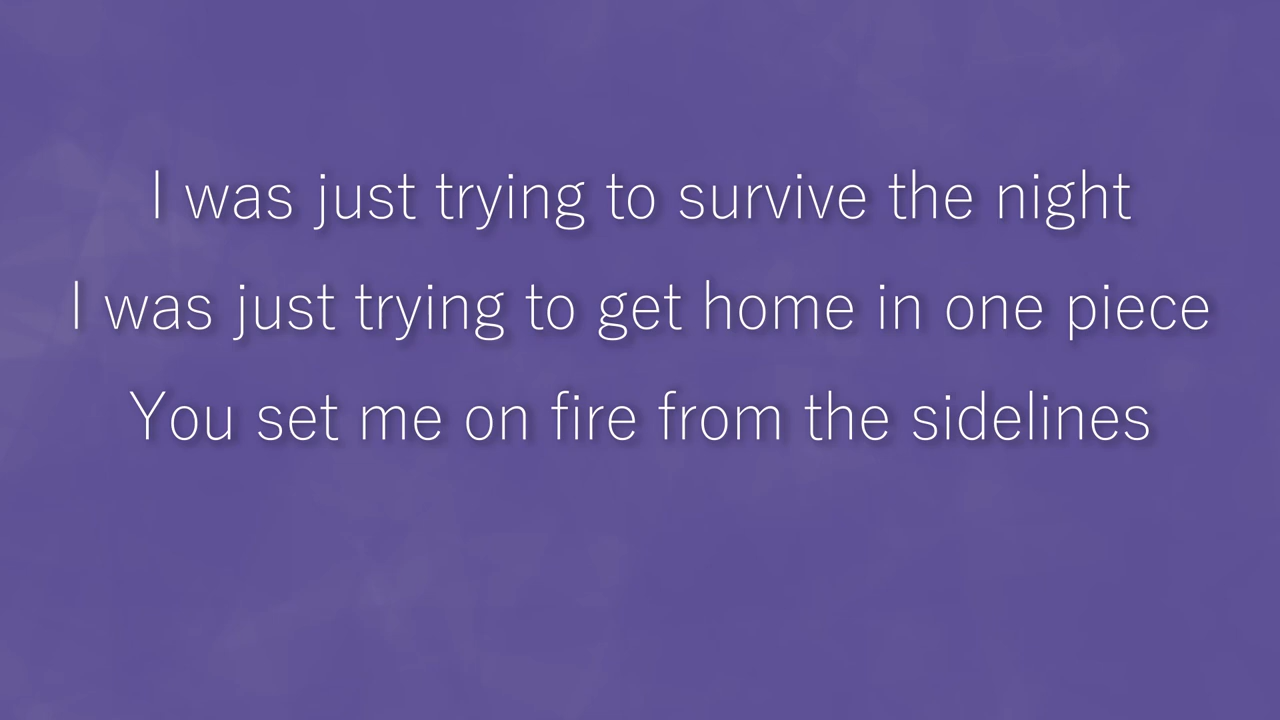 I was just trying to survive the night
I was just trying to get home in one piece
You set me on fire from the sidelines